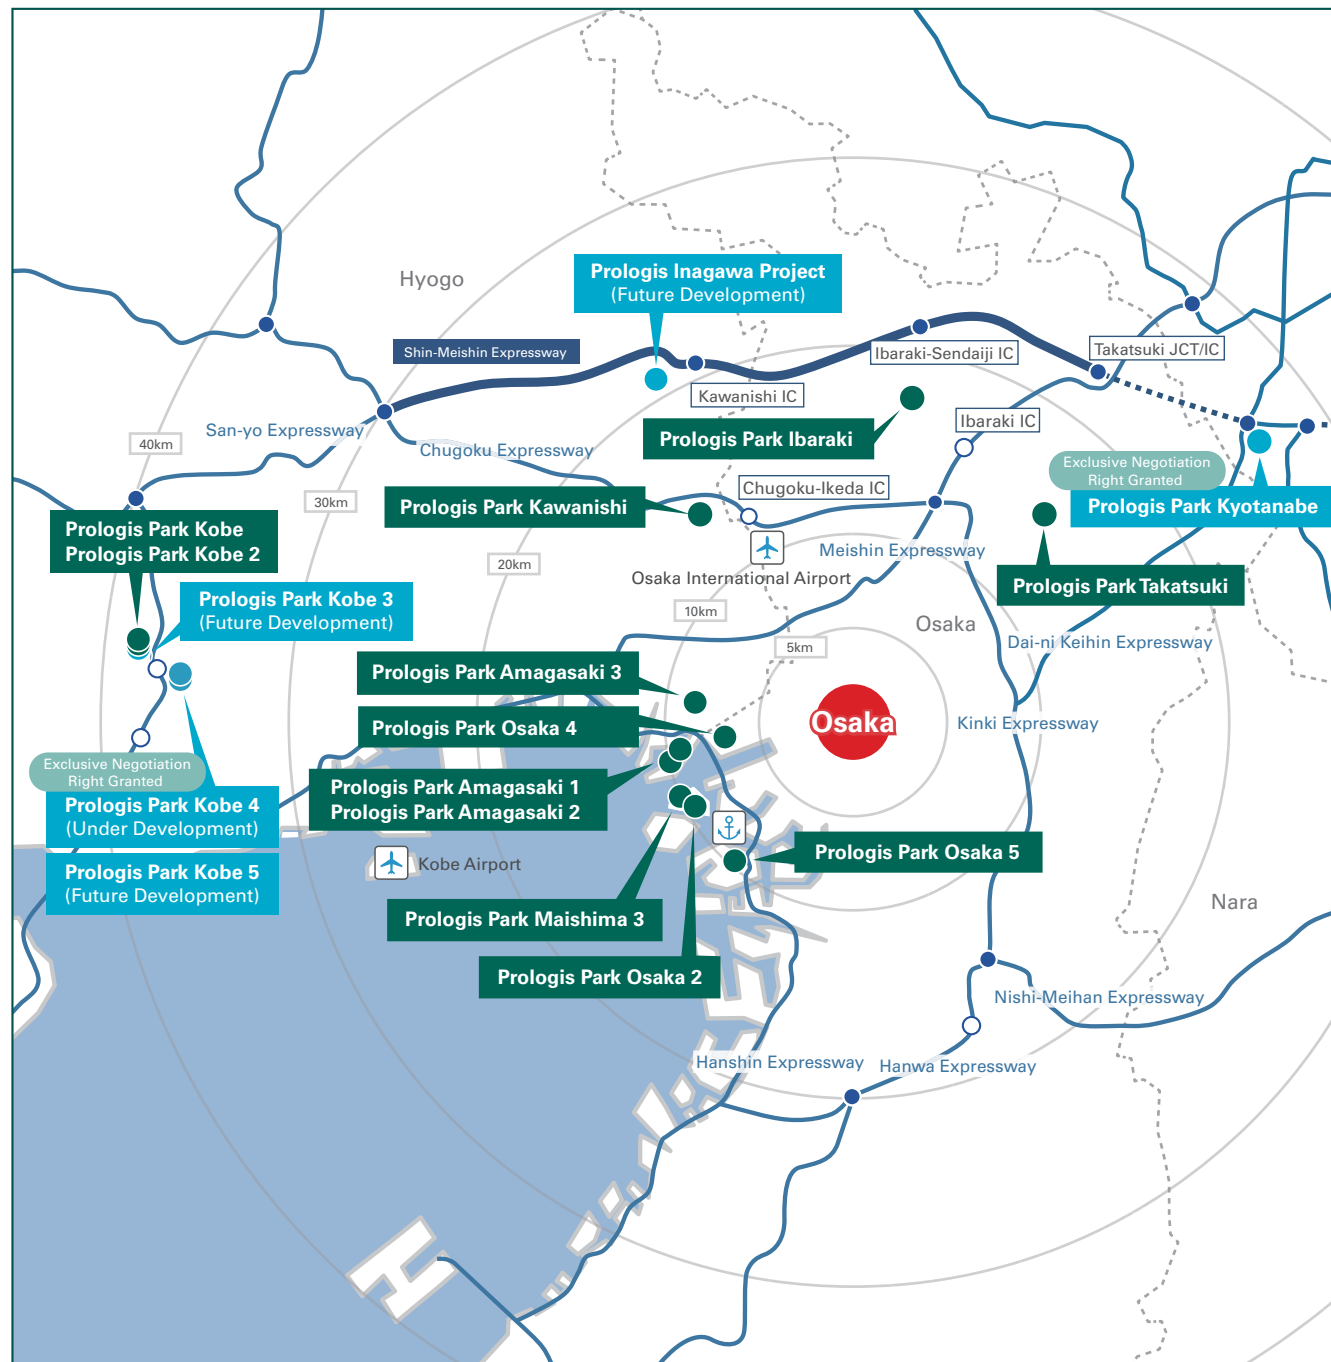 Hyogo
Prologis Inagawa Project
(Future Development)
Shin-Meishin Expressway
Ibaraki-Sendaiji IC
Takatsuki JCT/IC
Kawanishi IC
San-yo Expressway
Chugoku Expressway
Prologis Park Ibaraki
Ibaraki IC
40km
30km
Exclusive Negotiation
Right Granted
Prologis Park Kyotanabe
Chugoku-Ikeda IC
Prologis Park Kawanishi
Prologis Park Kobe
Prologis Park Kobe 2
20km
Meishin Expressway
Osaka International Airport
Prologis Park Takatsuki
Prologis Park Kobe 3
(Future Development)
10km
5km
Osaka
Dai-ni Keihin Expressway
Prologis Park Amagasaki 3
Prologis Park Osaka 4
Osaka
Kinki Expressway
Exclusive Negotiation
Right Granted
Prologis Park Kobe 4
(Under Development)
Prologis Park Amagasaki 1
Prologis Park Amagasaki 2
Prologis Park Kobe 5
(Future Development)
Kobe Airport
Prologis Park Osaka 5
Prologis Park Maishima 3
Nara
Prologis Park Osaka 2
Nishi-Meihan Expressway
Hanshin Expressway
Hanwa Expressway